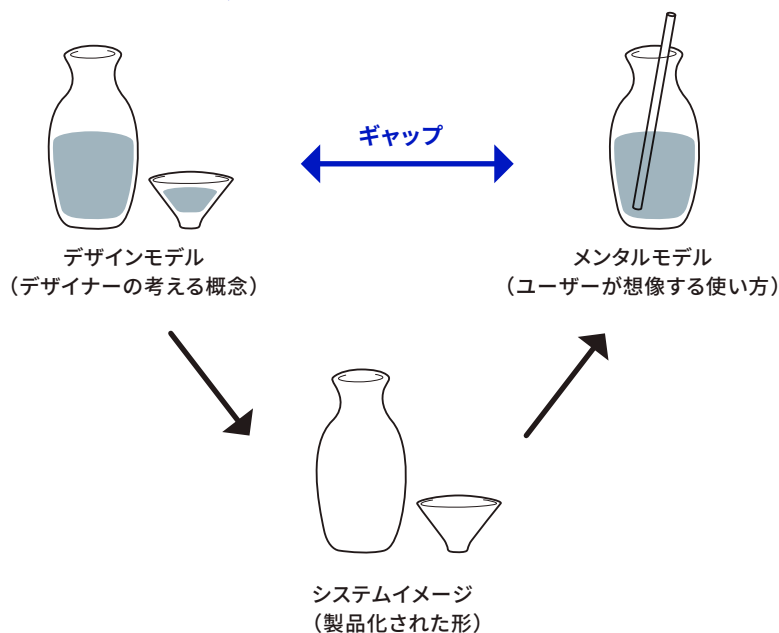 ギャップ
デザインモデル
（デザイナーの考える概念）
メンタルモデル
（ユーザーが想像する使い方）
システムイメージ
（製品化された形）